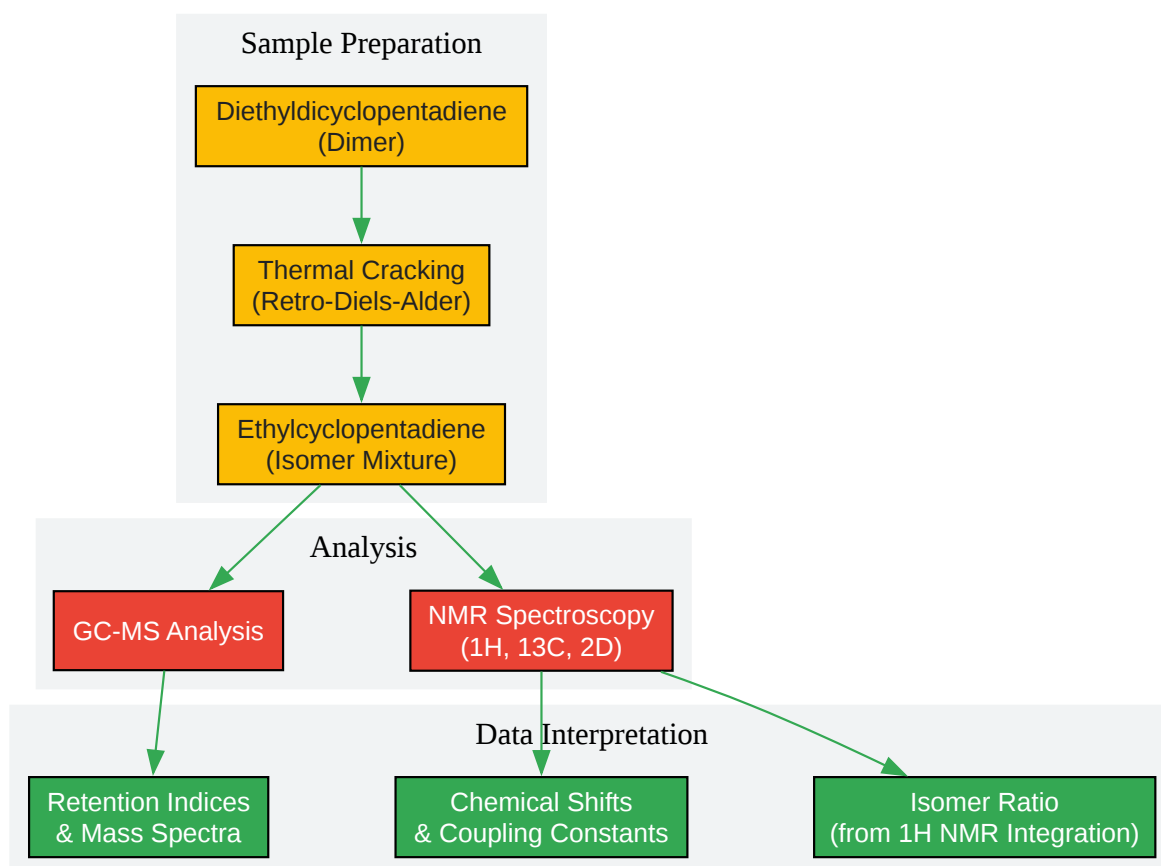 Sample Preparation
Diethyldicyclopentadiene
(Dimer)
Thermal Cracking
(Retro-Diels-Alder)
Ethylcyclopentadiene
(Isomer Mixture)
Analysis
GC-MS Analysis
NMR Spectroscopy
(1H, 13C, 2D)
Data Interpretation
Retention Indices
& Mass Spectra
Chemical Shifts
& Coupling Constants
Isomer Ratio
(from 1H NMR Integration)